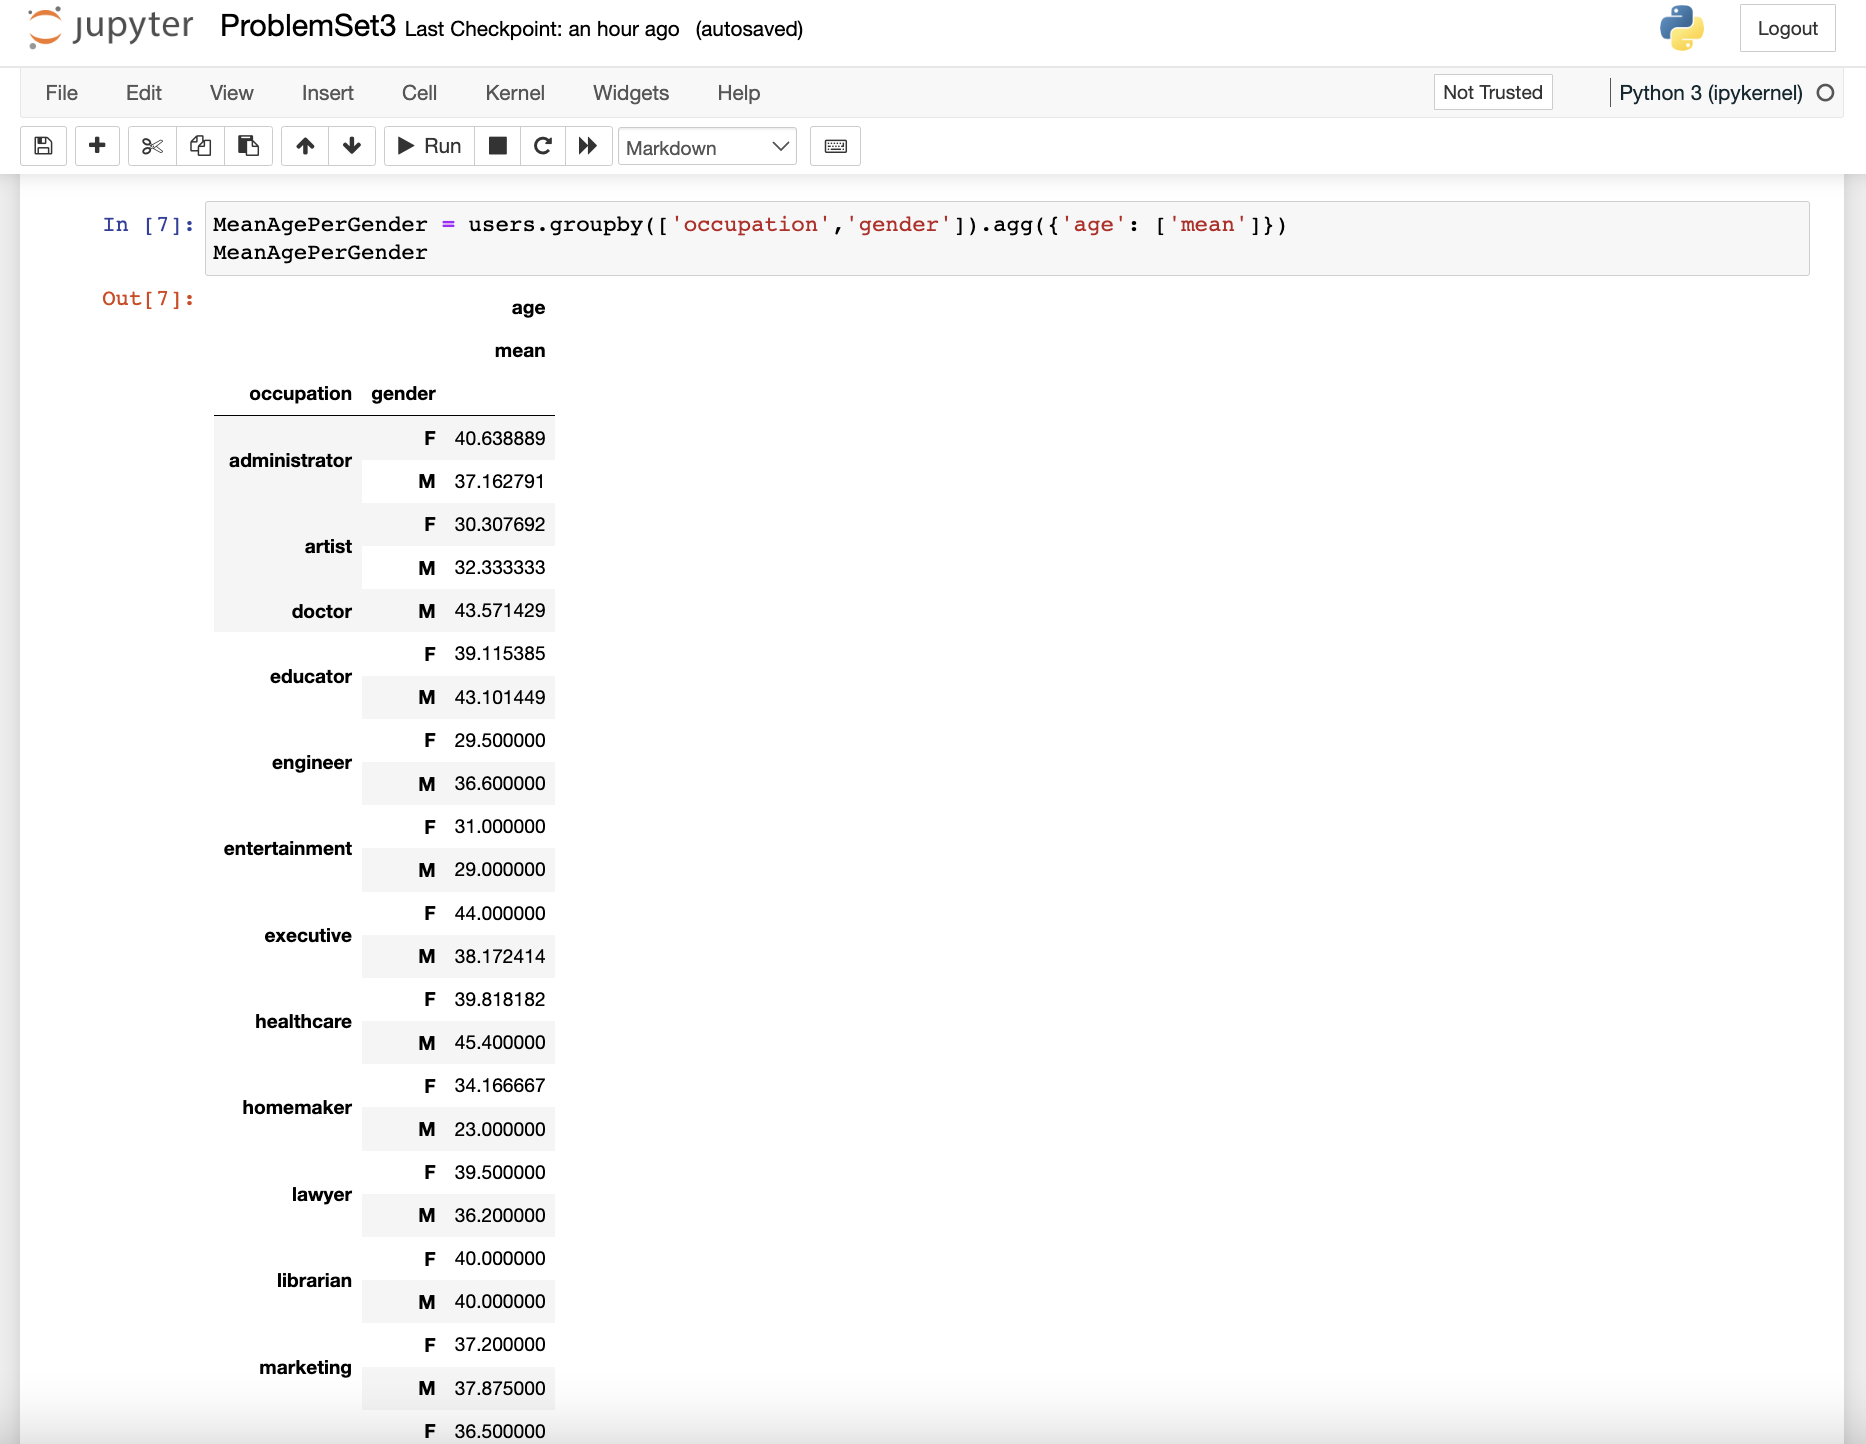 jupyter ProblemSet3 Last Checkpoint: an hour ago (autosaved) Logout
File Edit View Insert Cell Kernel Widgets Help Not Trusted Python 3 (ipykernel)
Run Markdown
In [7]: MeanAgePerGender = users.groupby(['occupation','gender']).agg({'age': ['mean']})
MeanAgePerGender
Out[7]:
age
mean
occupation gender
administrator F 40.638889
M 37.162791
artist F 30.307692
M 32.333333
doctor M 43.571429
educator F 39.115385
M 43.101449
engineer F 29.500000
M 36.600000
entertainment F 31.000000
M 29.000000
executive F 44.000000
M 38.172414
healthcare F 39.818182
M 45.400000
homemaker F 34.166667
M 23.000000
lawyer F 39.500000
M 36.200000
librarian F 40.000000
M 40.000000
marketing F 37.200000
M 37.875000
F 36.500000